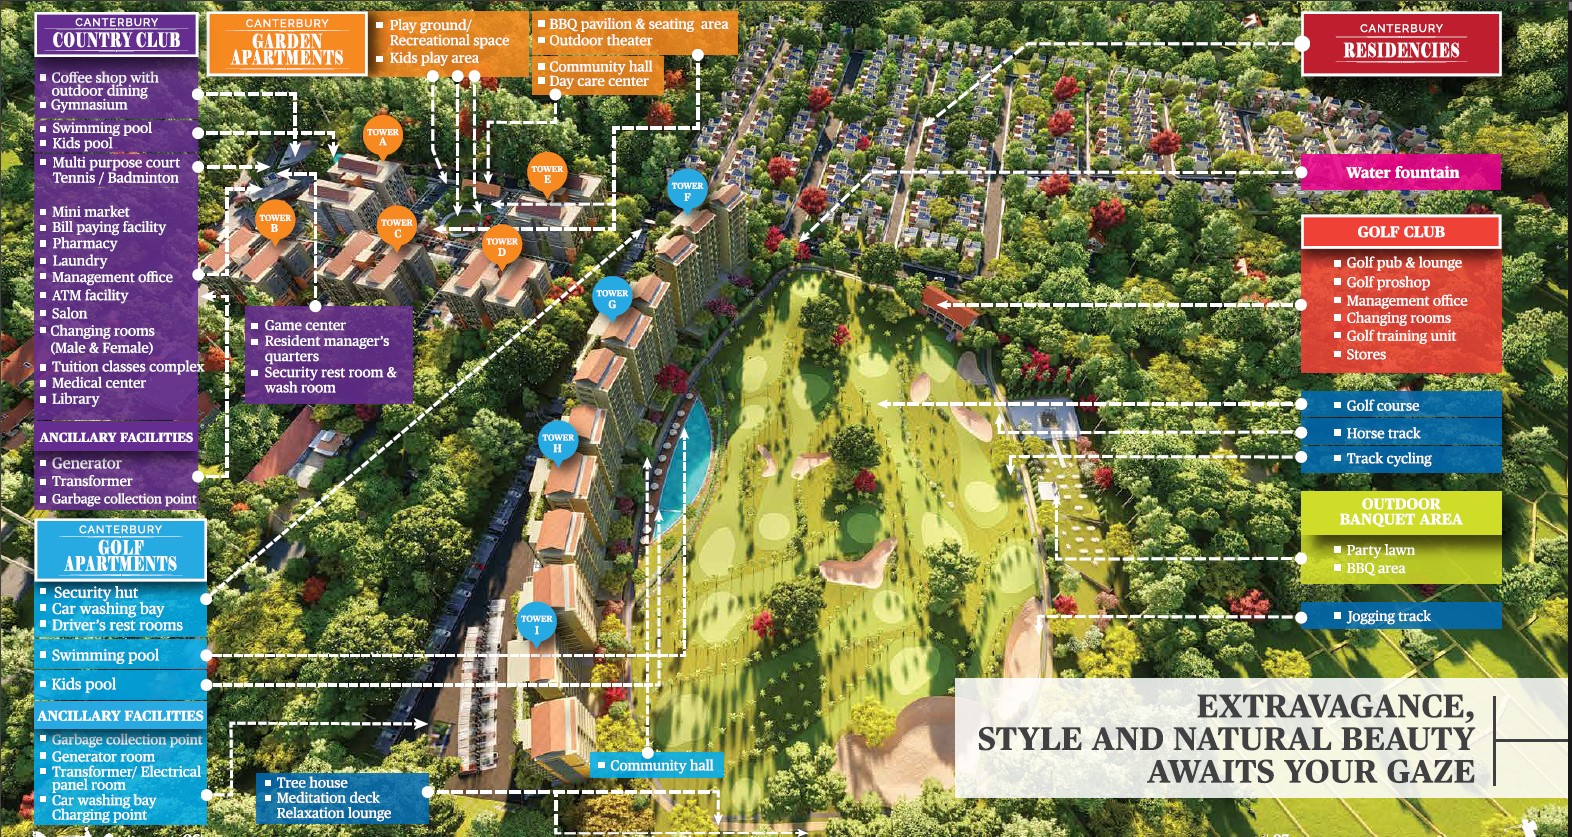 CANTERBURY
COUNTRY CLUB
Coffee shop with
outdoor dining
Gymnasium
Swimming pool
Kids pool
Multi purpose court
Tennis / Badminton
Mini market
Bill paying facility
Pharmacy
Laundry
Management office
ATM facility
Salon
Changing rooms
(Male & Female)
Tuition classes complex
Medical center
Library
ANCILLARY FACILITIES
Generator
Transformer
Garbage collection point
Game center
Resident manager's
quarters
Security rest room &
wash room
CANTERBURY
GARDEN
APARTMENTS
Play ground/
Recreational space
Kids play area
BBQ pavilion & seating area
Outdoor theater
Community hall
Day care center
TOWER
A
TOWER
B
TOWER
C
TOWER
D
TOWER
E
TOWER
F
TOWER
G
TOWER
H
TOWER
I
CANTERBURY
GOLF
APARTMENTS
Security hut
Car washing bay
Driver's rest rooms
Swimming pool
Kids pool
ANCILLARY FACILITIES
Garbage collection point
Generator room
Transformer/ Electrical
panel room
Car washing bay
Charging point
Tree house
Meditation deck
Relaxation lounge
Community hall
CANTERBURY
RESIDENCIES
Water fountain
GOLF CLUB
Golf pub & lounge
Golf proshop
Management office
Changing rooms
Golf training unit
Stores
Golf course
Horse track
Track cycling
OUTDOOR
BANQUET AREA
Party lawn
BBQ area
Jogging track
EXTRAVAGANCE,
STYLE AND NATURAL BEAUTY
AWAITS YOUR GAZE